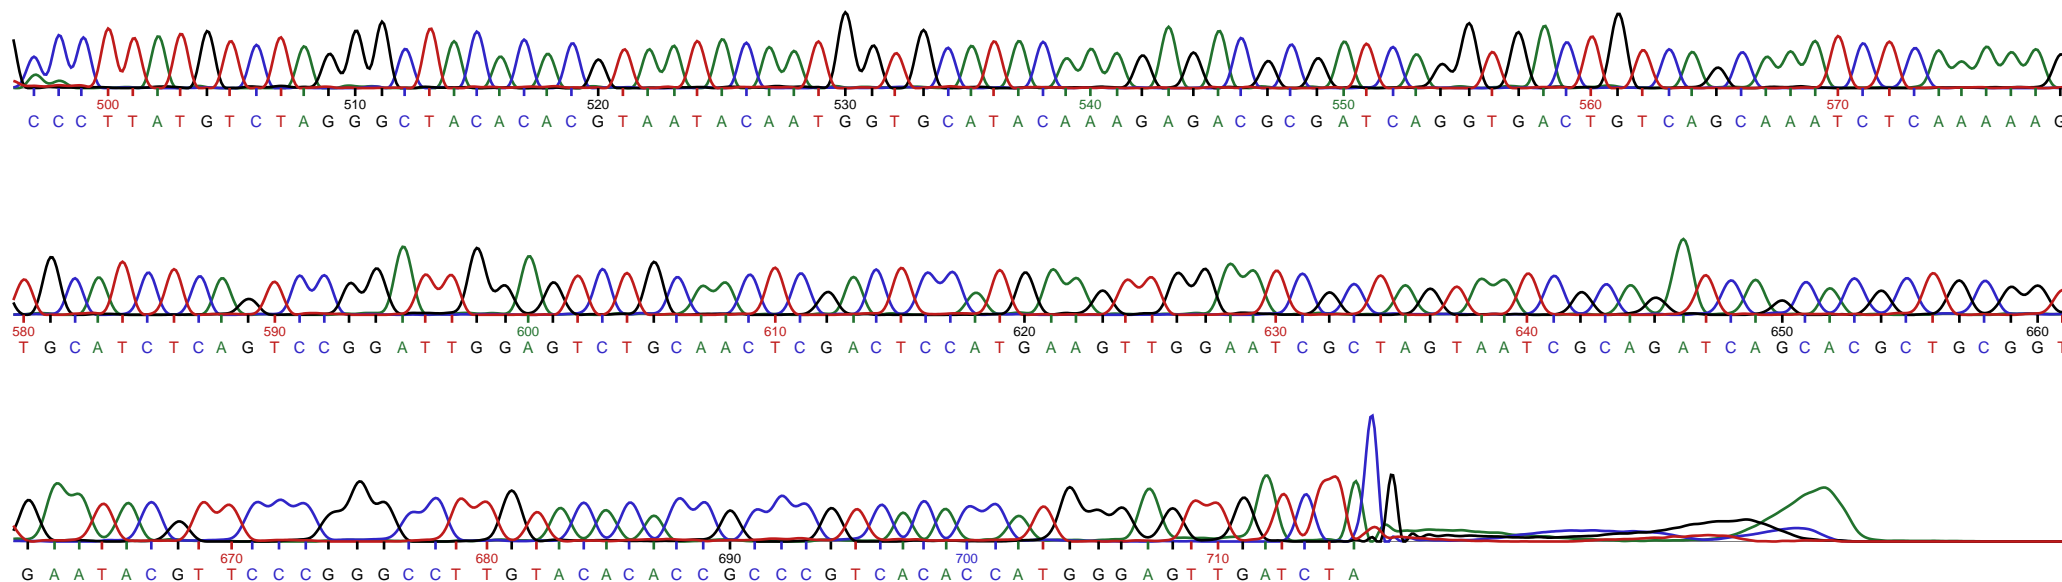 500 510 520 530 540 550 560 570
C C C T T A T G T C T A G G G C T A C A C A C G T A A T A C A A T G G T G C A T A C A A A G A G A C G C G A T C A G G T G A C T G T C A G C A A A T C T C A A A A A G
580 590 600 610 620 630 640 650 660
T G C A T C T C A G T C C G G A T T G G A G T C T G C A A C T C G A C T C C A T G A A G T T G G A A T C G C T A G T A A T C G C A G A T C A G C A C G C T G C G G T
670 680 690 700 710
G A A T A C G T T C C C G G G C C T T G T A C A C A C C G C C C G T C A C A C C A T G G G A G T T G A T C T A